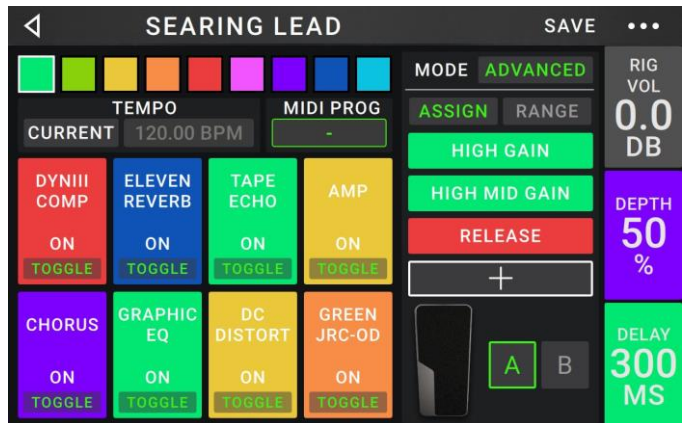 SEARING LEAD
SAVE
TEMPO
MIDI PROG
CURRENT
120.00 BPM
-
DYNIII
COMP
ON
TOGGLE
ELEVEN
REVERB
ON
TOGGLE
TAPE
ECHO
ON
TOGGLE
AMP
ON
TOGGLE
CHORUS
ON
TOGGLE
GRAPHIC
EQ
ON
TOGGLE
DC
DISTORT
ON
TOGGLE
GREEN
JRC-OD
ON
TOGGLE
MODE
ADVANCED
ASSIGN
RANGE
HIGH GAIN
HIGH MID GAIN
RELEASE
+
A
B
RIG
VOL
0.0
DB
DEPTH
50
%
DELAY
300
MS